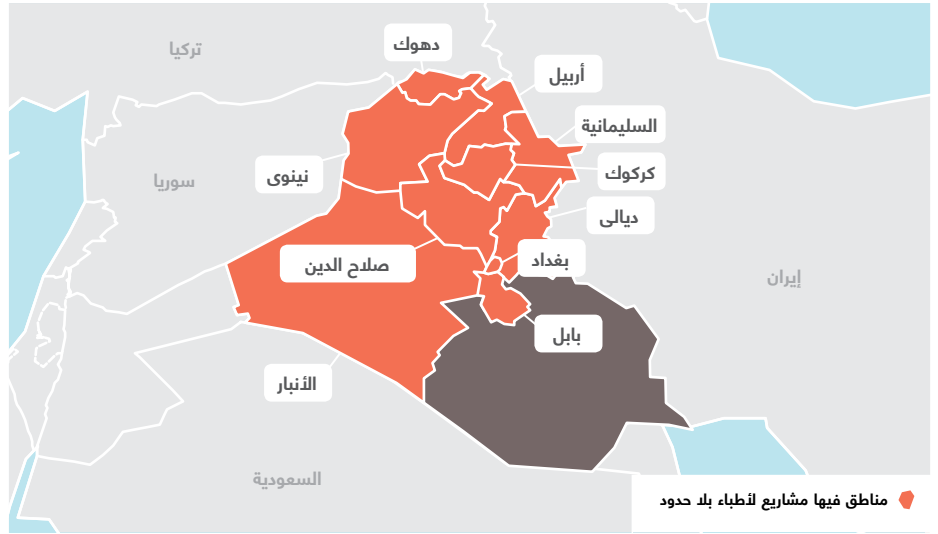 دهوك
تركيا
أربيل
السليمانية
كركوك
نينوى
سوريا
ديالى
بغداد
صلاح الدين
إيران
بابل
الأنبار
السعودية
مناطق فيها مشاريع لأطباء بلا حدود